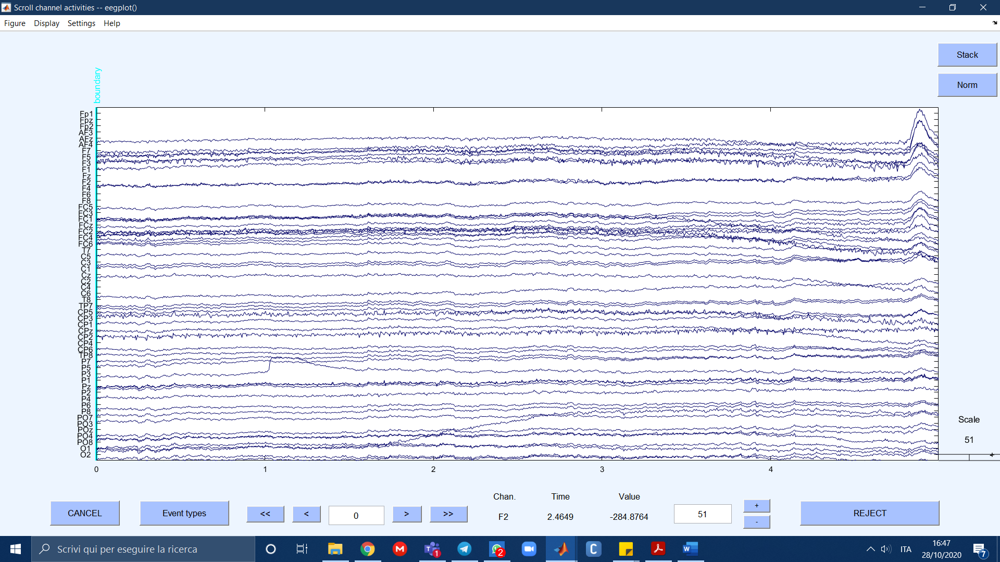 Scroll channel activities -- eegplot()
Figure Display Settings Help
Stack
Norm
boundary
Fp1
Fpz
Fp2
AF3
AFz
AF4
F7
F5
F3
F1
Fz
F2
F4
F6
F8
FC5
FC3
FC1
FCz
FC2
FC4
FC6
T7
C5
C3
C1
Cz
C2
C4
C6
T8
TP7
CP5
CP3
CP1
CPz
CP2
CP4
CP6
TP8
P7
P5
P3
P1
Pz
P2
P4
P6
P8
PO7
PO3
POz
PO4
PO8
O1
O2
0 1 2 3 4
Scale
51
+
Chan. Time Value
F2 2.4649 -284.8764
CANCEL Event types << < 0 > >> 51 + - REJECT
Scrivi qui per eseguire la ricerca
1
2
ITA
16:47
28/10/2020
7